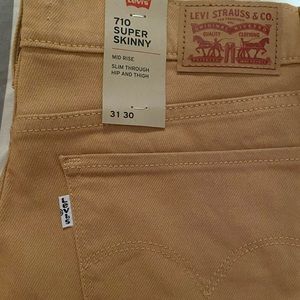 Levi's
710
SUPER
SKINNY
MID RISE
SLIM THROUGH
HIP AND THIGH
31 30
LEVI STRAUSS & CO.
QUALITY CLOTHING
Levi's